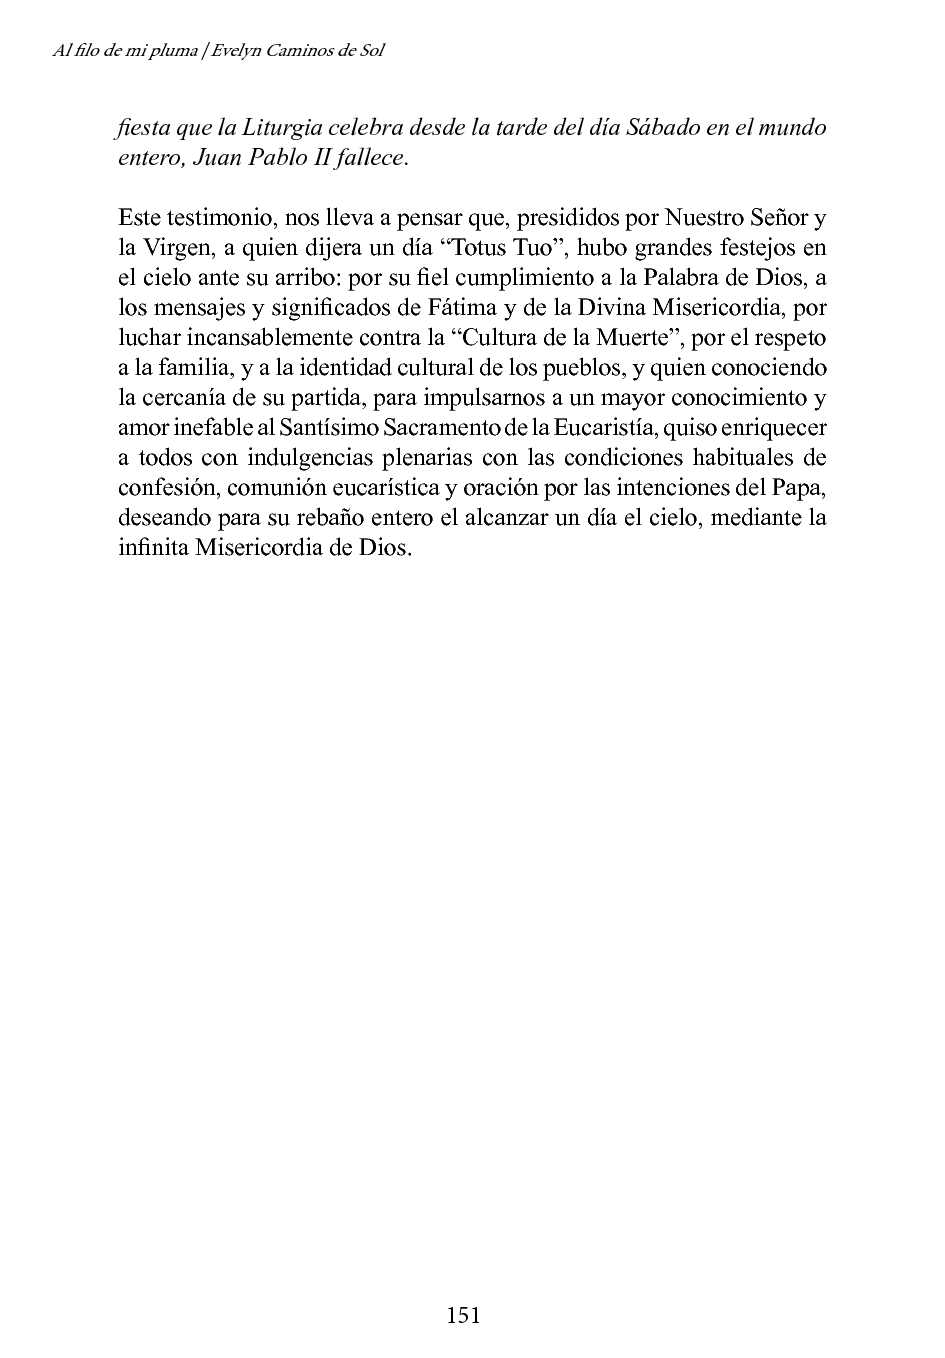 Al filo de mi pluma / Evelyn Caminos de Sol
fiesta que la Liturgia celebra desde la tarde del día Sábado en el mundo
entero, Juan Pablo II fallece.
Este testimonio, nos lleva a pensar que, presididos por Nuestro Señor y
la Virgen, a quien dijera un día “Totus Tuo”, hubo grandes festejos en
el cielo ante su arribo: por su fiel cumplimiento a la Palabra de Dios, a
los mensajes y significados de Fátima y de la Divina Misericordia, por
luchar incansablemente contra la “Cultura de la Muerte”, por el respeto
a la familia, y a la identidad cultural de los pueblos, y quien conociendo
la cercanía de su partida, para impulsarnos a un mayor conocimiento y
amor inefable al Santísimo Sacramento de la Eucaristía, quiso enriquecer
a todos con indulgencias plenarias con las condiciones habituales de
confesión, comunión eucarística y oración por las intenciones del Papa,
deseando para su rebaño entero el alcanzar un día el cielo, mediante la
infinita Misericordia de Dios.
151